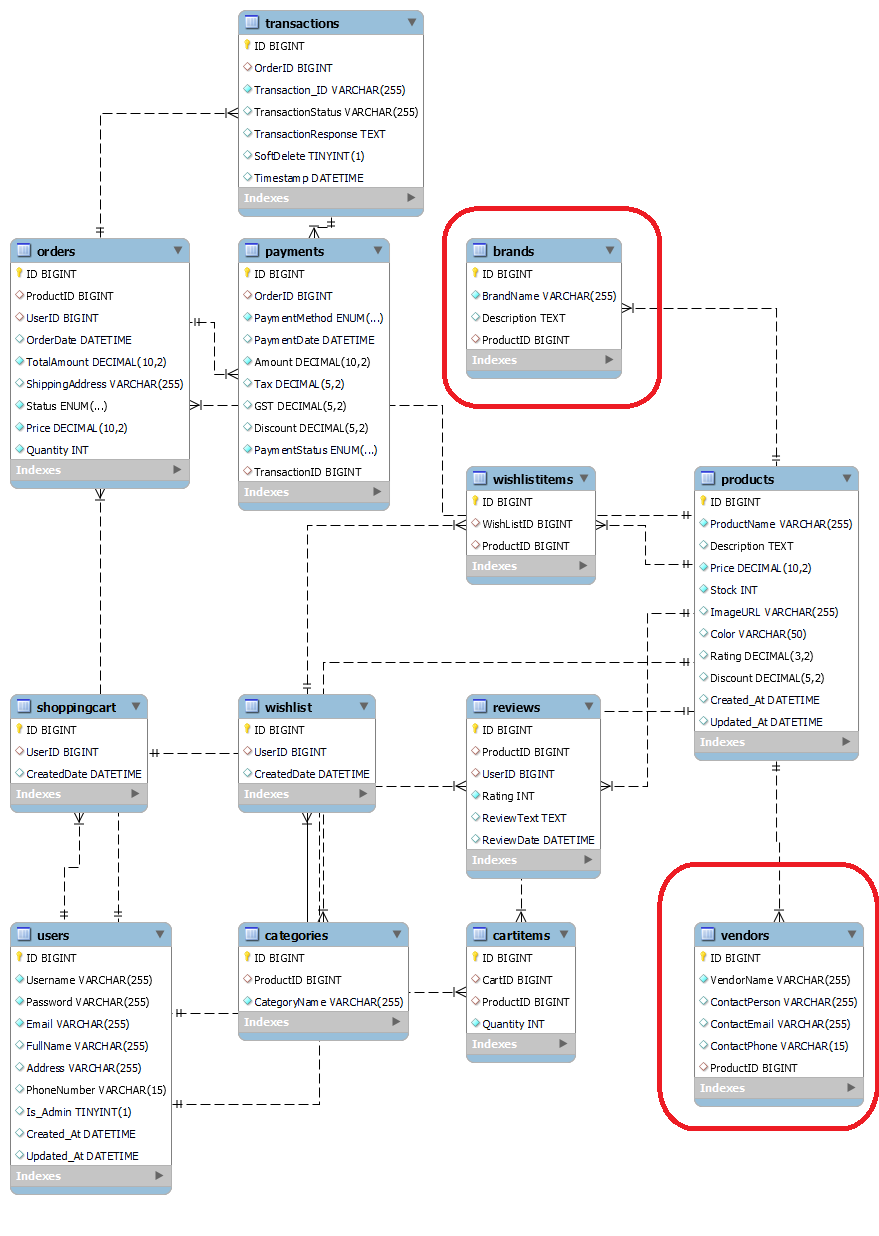 transactions
ID BIGINT
OrderID BIGINT
Transaction_ID VARCHAR(255)
TransactionStatus VARCHAR(255)
TransactionResponse TEXT
SoftDelete TINYINT(1)
Timestamp DATETIME
Indexes
orders
ID BIGINT
ProductID BIGINT
UserID BIGINT
OrderDate DATETIME
TotalAmount DECIMAL(10,2)
ShippingAddress VARCHAR(255)
Status ENUM(...)
Price DECIMAL(10,2)
Quantity INT
Indexes
payments
ID BIGINT
OrderID BIGINT
PaymentMethod ENUM(...)
PaymentDate DATETIME
Amount DECIMAL(10,2)
Tax DECIMAL(5,2)
GST DECIMAL(5,2)
Discount DECIMAL(5,2)
PaymentStatus ENUM(...)
TransactionID BIGINT
Indexes
brands
ID BIGINT
BrandName VARCHAR(255)
Description TEXT
ProductID BIGINT
Indexes
wishlistitems
ID BIGINT
WishListID BIGINT
ProductID BIGINT
Indexes
products
ID BIGINT
ProductName VARCHAR(255)
Description TEXT
Price DECIMAL(10,2)
Stock INT
ImageURL VARCHAR(255)
Color VARCHAR(50)
Rating DECIMAL(3,2)
Discount DECIMAL(5,2)
Created_At DATETIME
Updated_At DATETIME
Indexes
shoppingcart
ID BIGINT
UserID BIGINT
CreatedDate DATETIME
Indexes
wishlist
ID BIGINT
UserID BIGINT
CreatedDate DATETIME
Indexes
reviews
ID BIGINT
ProductID BIGINT
UserID BIGINT
Rating INT
ReviewText TEXT
ReviewDate DATETIME
Indexes
users
ID BIGINT
Username VARCHAR(255)
Password VARCHAR(255)
Email VARCHAR(255)
FullName VARCHAR(255)
Address VARCHAR(255)
PhoneNumber VARCHAR(15)
Is_Admin TINYINT(1)
Created_At DATETIME
Updated_At DATETIME
Indexes
categories
ID BIGINT
ProductID BIGINT
CategoryName VARCHAR(255)
Indexes
cartitems
ID BIGINT
CartID BIGINT
ProductID BIGINT
Quantity INT
Indexes
vendors
ID BIGINT
VendorName VARCHAR(255)
ContactPerson VARCHAR(255)
ContactEmail VARCHAR(255)
ContactPhone VARCHAR(15)
ProductID BIGINT
Indexes